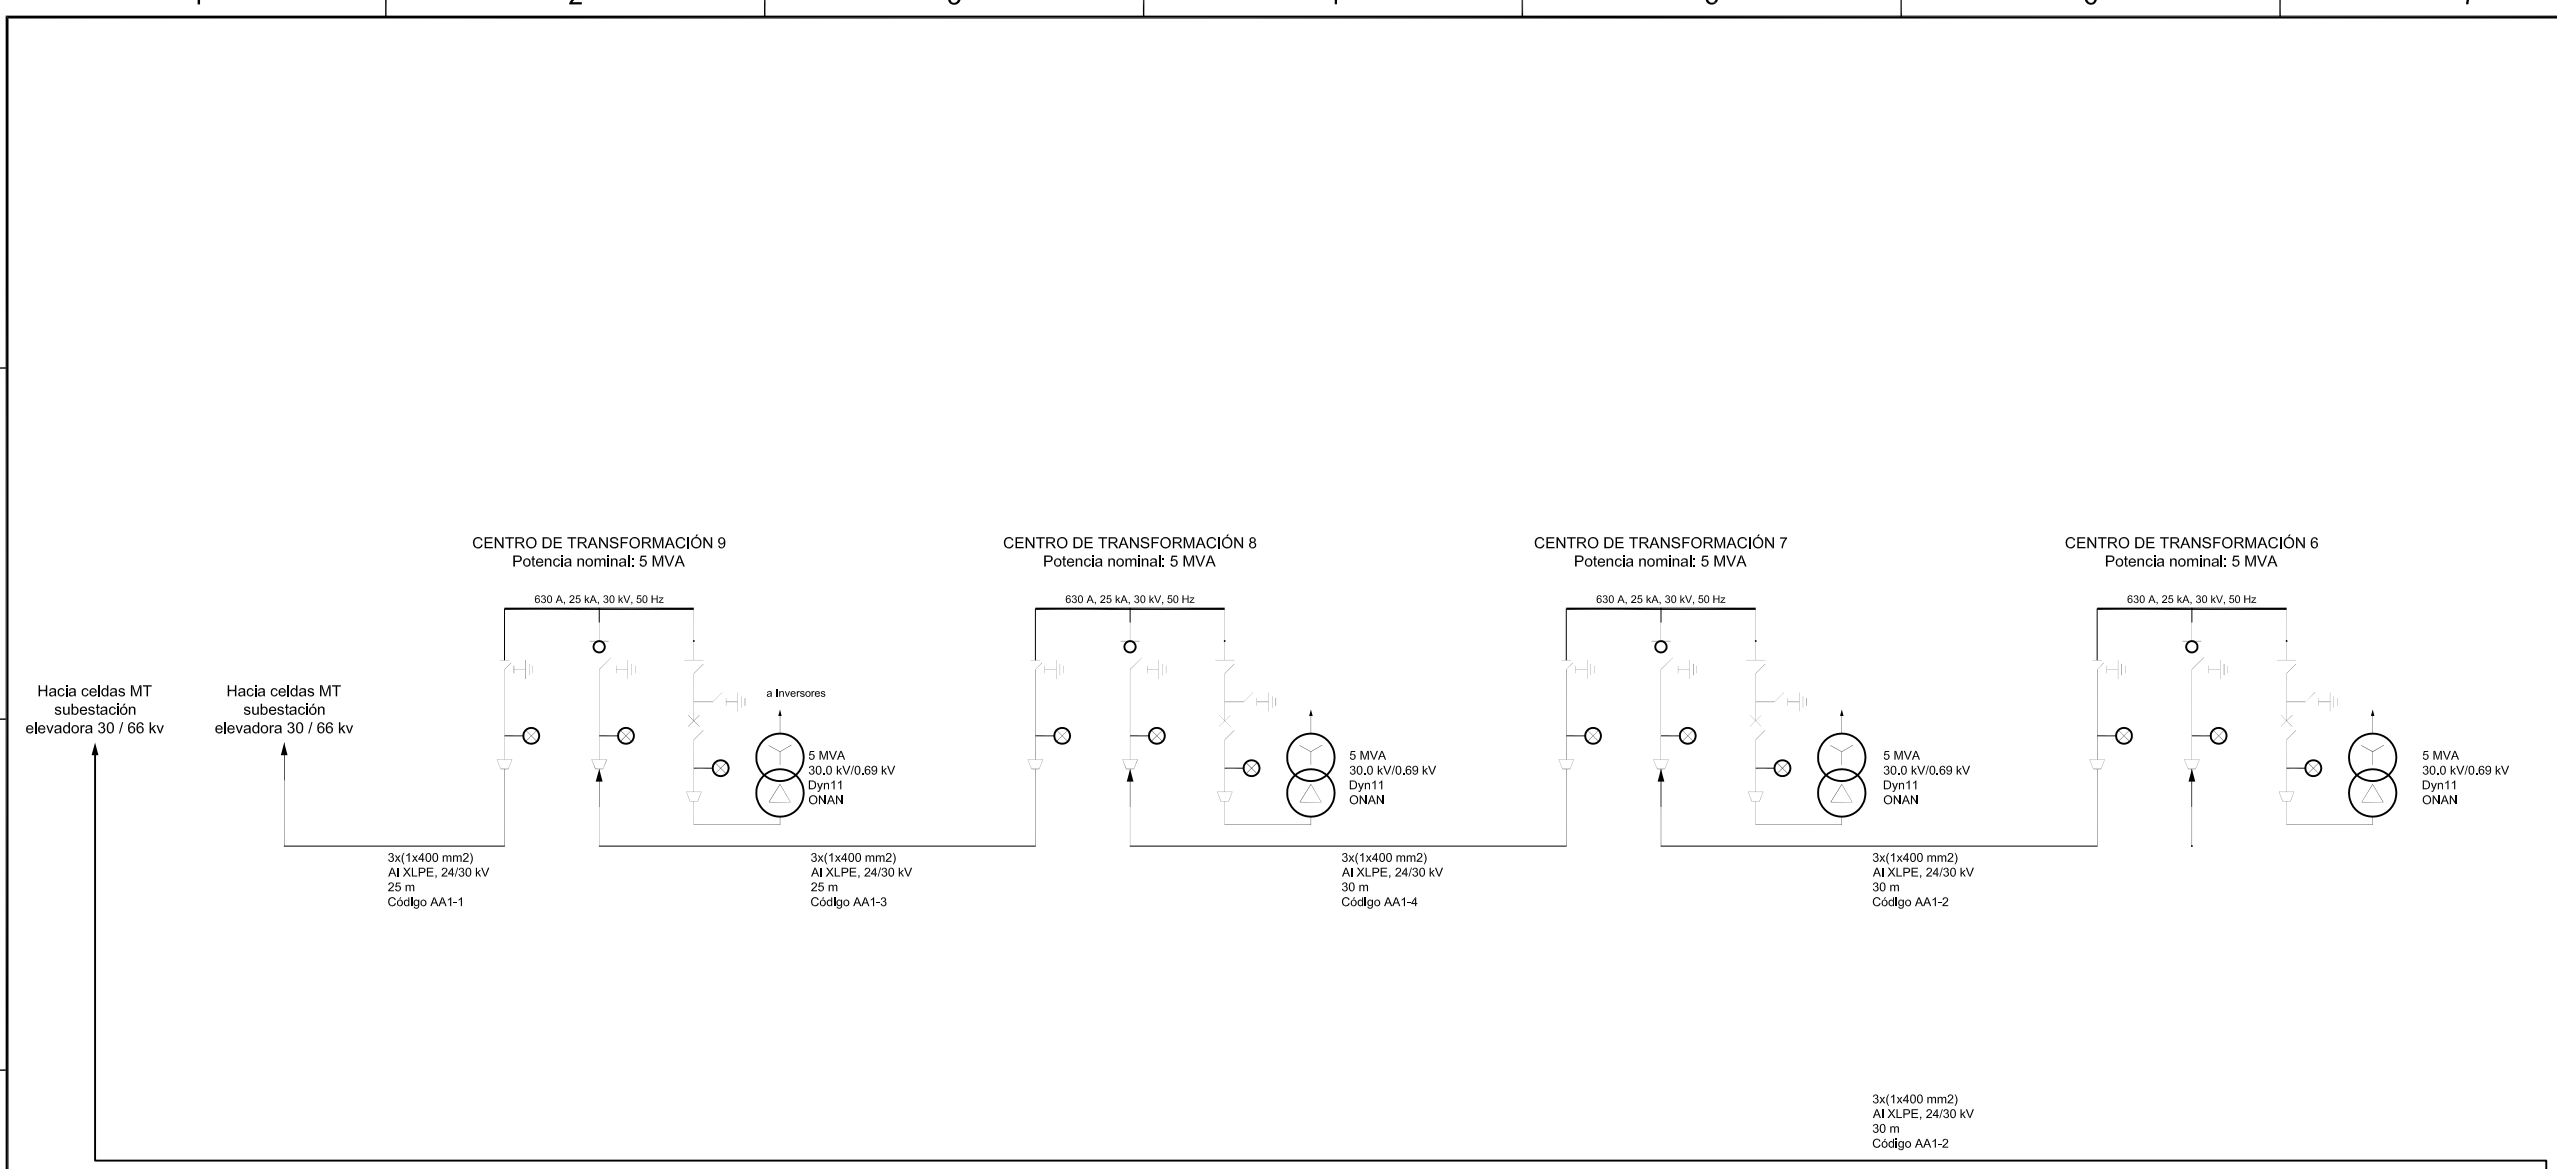 CENTRO DE TRANSFORMACIÓN 9
Potencia nominal: 5 MVA
CENTRO DE TRANSFORMACIÓN 8
Potencia nominal: 5 MVA
CENTRO DE TRANSFORMACIÓN 7
Potencia nominal: 5 MVA
CENTRO DE TRANSFORMACIÓN 6
Potencia nominal: 5 MVA
630 A, 25 kA, 30 kV, 50 Hz
630 A, 25 kA, 30 kV, 50 Hz
630 A, 25 kA, 30 kV, 50 Hz
630 A, 25 kA, 30 kV, 50 Hz
Hacia celdas MT
subestación
elevadora 30 / 66 kv
Hacia celdas MT
subestación
elevadora 30 / 66 kv
a Inversores
5 MVA
30.0 kV/0.69 kV
Dyn11
ONAN
5 MVA
30.0 kV/0.69 kV
Dyn11
ONAN
5 MVA
30.0 kV/0.69 kV
Dyn11
ONAN
5 MVA
30.0 kV/0.69 kV
Dyn11
ONAN
3x(1x400 mm2)
Al XLPE, 24/30 kV
25 m
Código AA1-1
3x(1x400 mm2)
Al XLPE, 24/30 kV
25 m
Código AA1-3
3x(1x400 mm2)
Al XLPE, 24/30 kV
30 m
Código AA1-4
3x(1x400 mm2)
Al XLPE, 24/30 kV
30 m
Código AA1-2
3x(1x400 mm2)
Al XLPE, 24/30 kV
30 m
Código AA1-2